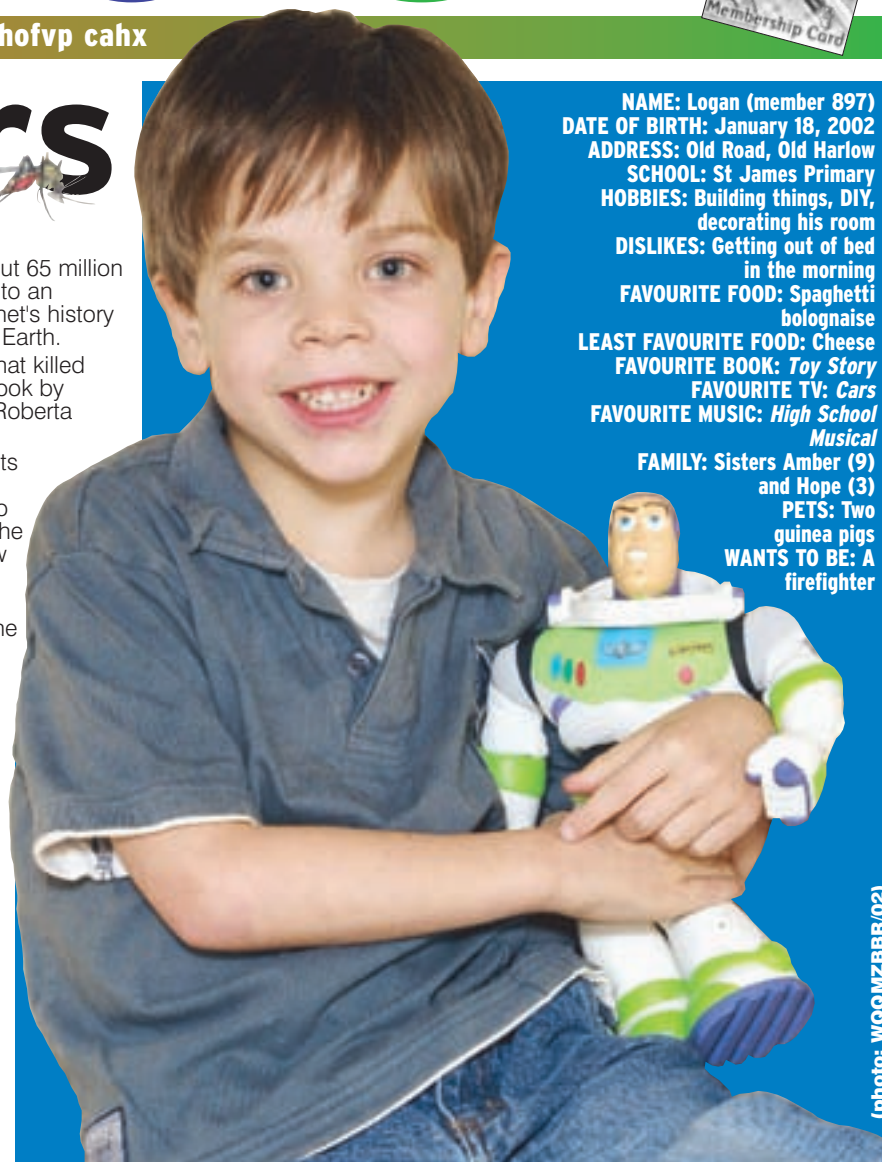 Membership Card
hofvp cahx
rs
ut 65 million
to an
net's history
Earth.
hat killed
ook by
Roberta
ts
o
he
w
ne
NAME: Logan (member 897)
DATE OF BIRTH: January 18, 2002
ADDRESS: Old Road, Old Harlow
SCHOOL: St James Primary
HOBBIES: Building things, DIY,
decorating his room
DISLIKES: Getting out of bed
in the morning
FAVOURITE FOOD: Spaghetti
bolognaise
LEAST FAVOURITE FOOD: Cheese
FAVOURITE BOOK: Toy Story
FAVOURITE TV: Cars
FAVOURITE MUSIC: High School
Musical
FAMILY: Sisters Amber (9)
and Hope (3)
PETS: Two
guinea pigs
WANTS TO BE: A
firefighter
(photo: WQQMZBBB/02)